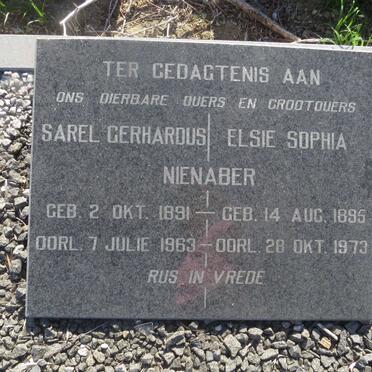 TER GEDAGTENIS AAN
ONS DIERBARE OUERS EN GROOTOUERS
SAREL GERHARDUS ELSIE SOPHIA
NIENABER
GEB. 2 OKT. 1891 — GEB. 14 AUG. 1895
OORL. 7 JULIE 1963 — OORL. 28 OKT. 1973
RUS IN VREDE